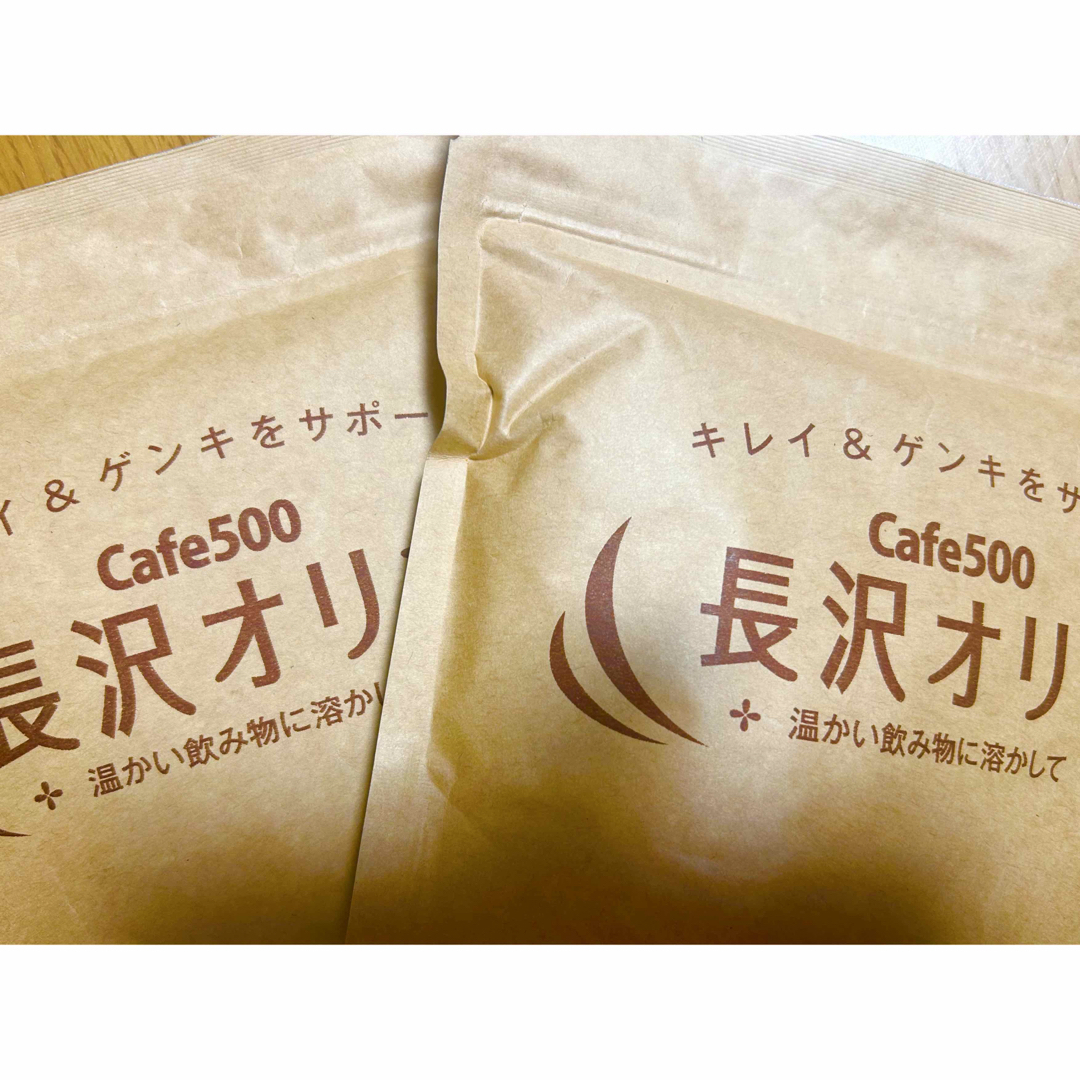 イ&ゲンキをサポー
Cafe500
長沢オリ
温かい飲み物に溶かし
キレイ&ゲンキをサ
Cafe500
長沢オリ
温かい飲み物に溶かして